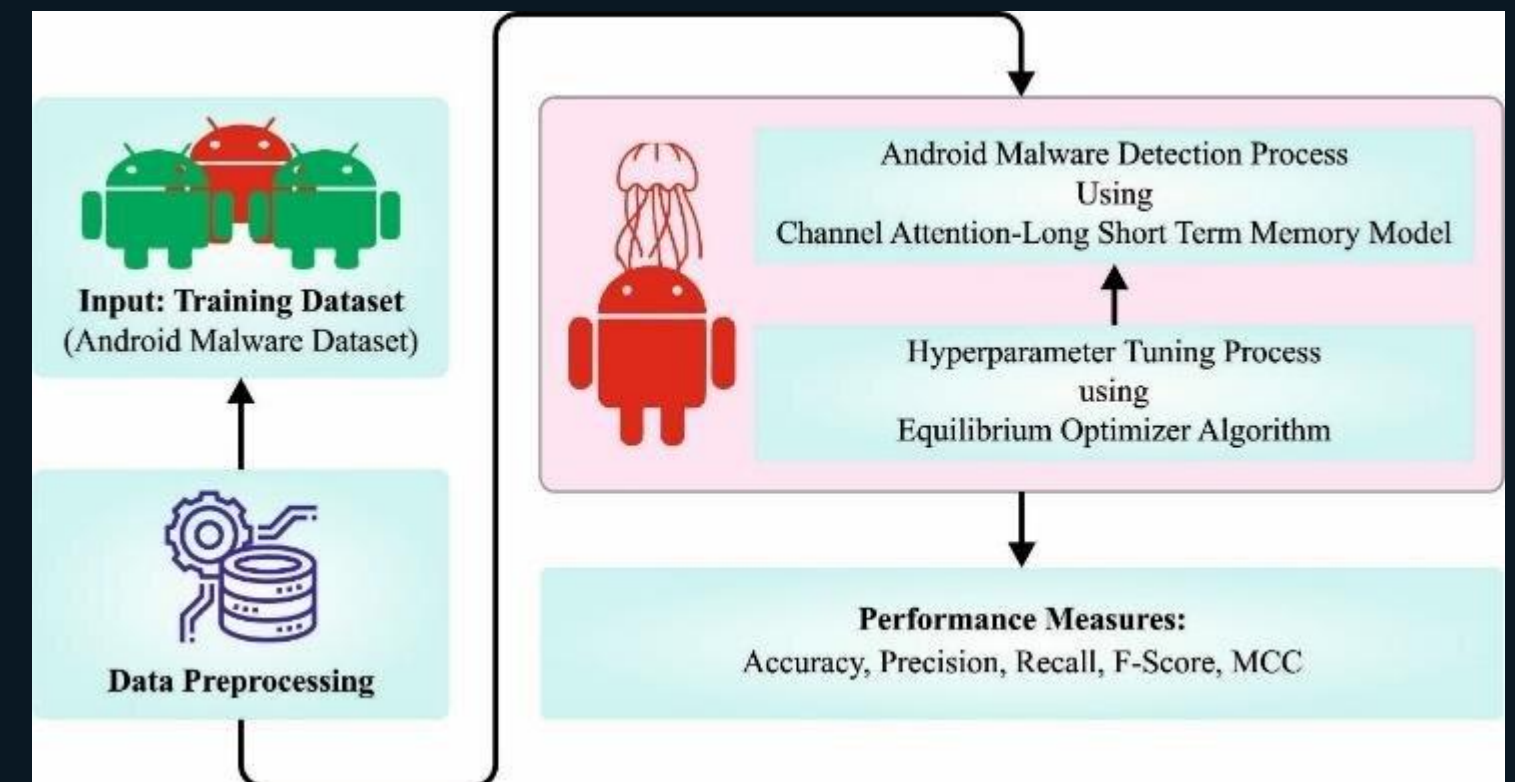 Input: Training Dataset
(Android Malware Dataset)
Data Preprocessing
Android Malware Detection Process
Using
Channel Attention-Long Short Term Memory Model
Hyperparameter Tuning Process
using
Equilibrium Optimizer Algorithm
Performance Measures:
Accuracy, Precision, Recall, F-Score, MCC